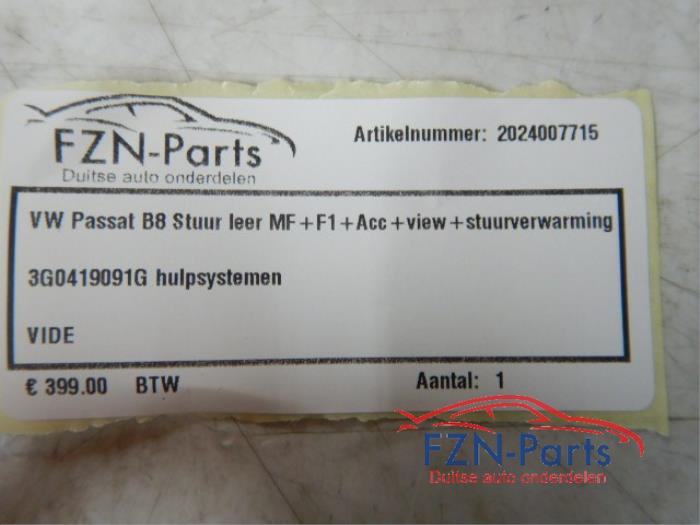 FZN-Parts
Duitse auto onderdelen
Artikelnummer: 2024007715
VW Passat B8 Stuur leer MF+F1+Acc+view+stuurverwarming
3G0419091G hulpsystemen
VIDE
€ 399.00 BTW
Aantal: 1
FZN-Parts
Duitse auto onderdelen